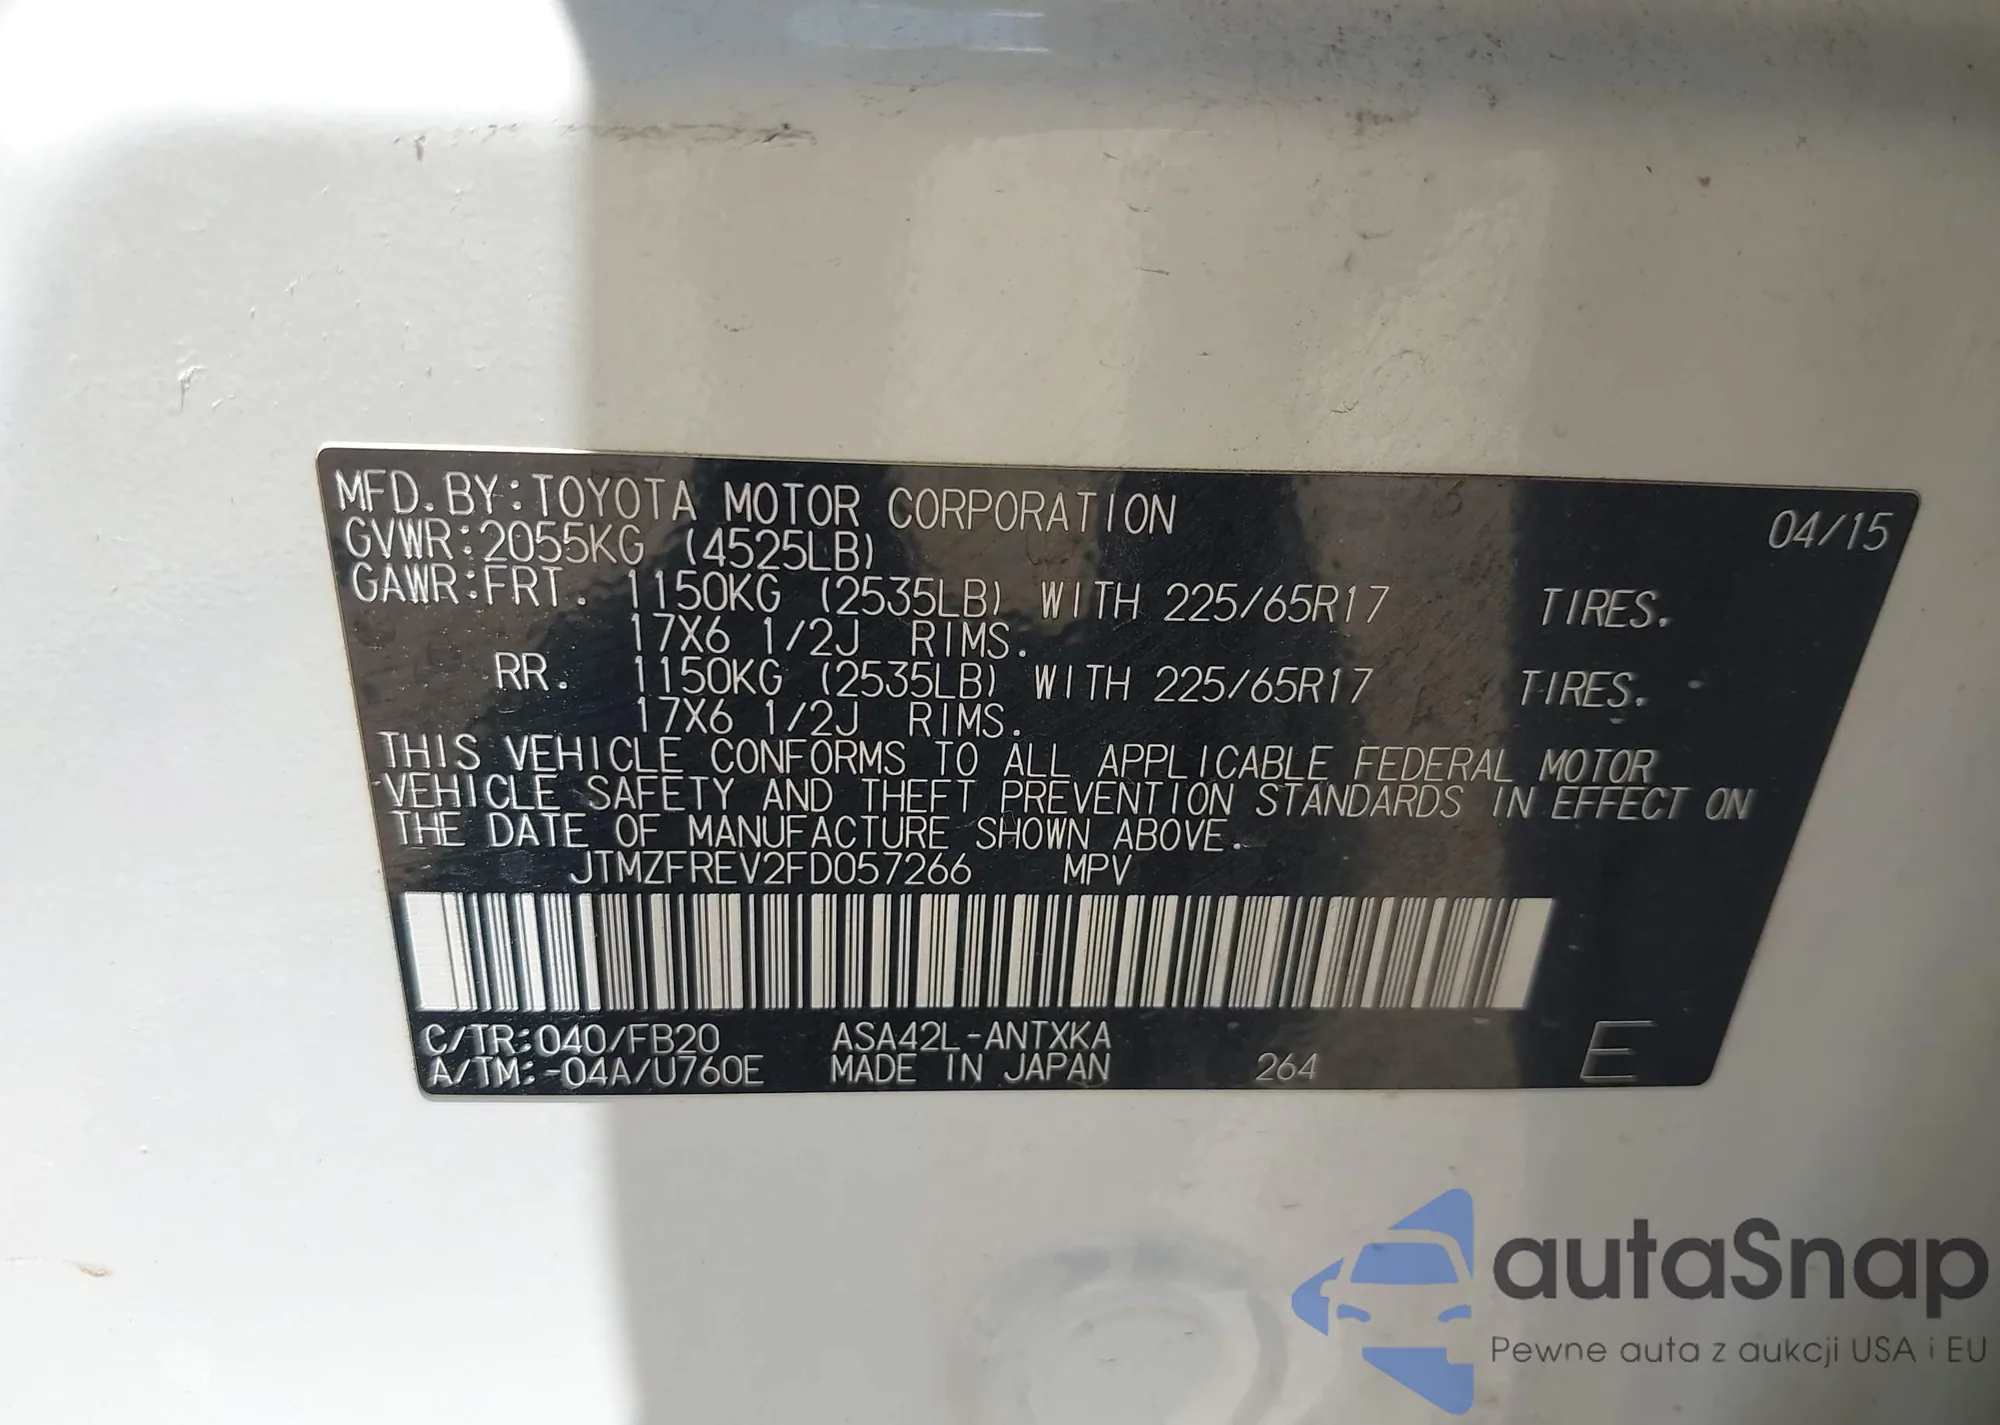 MFD. BY: TOYOTA MOTOR CORPORATION 04/15
GVWR: 2055KG (4525LB)
GAWR: FRT. 1150KG (2535LB) WITH 225/65R17 TIRES.
17X6 1/2J RIMS.
RR. 1150KG (2535LB) WITH 225/65R17 TIRES.
17X6 1/2J RIMS.
THIS VEHICLE CONFORMS TO ALL APPLICABLE FEDERAL MOTOR
VEHICLE SAFETY AND THEFT PREVENTION STANDARDS IN EFFECT ON
THE DATE OF MANUFACTURE SHOWN ABOVE.
JTMZFREV2FD057266 MPV
C/TR: 040/FB20 ASA42L-ANTXKA
A/TM: -04A/U760E MADE IN JAPAN 264 E
autaSnap
Pewne auta z aukcji USA i EU